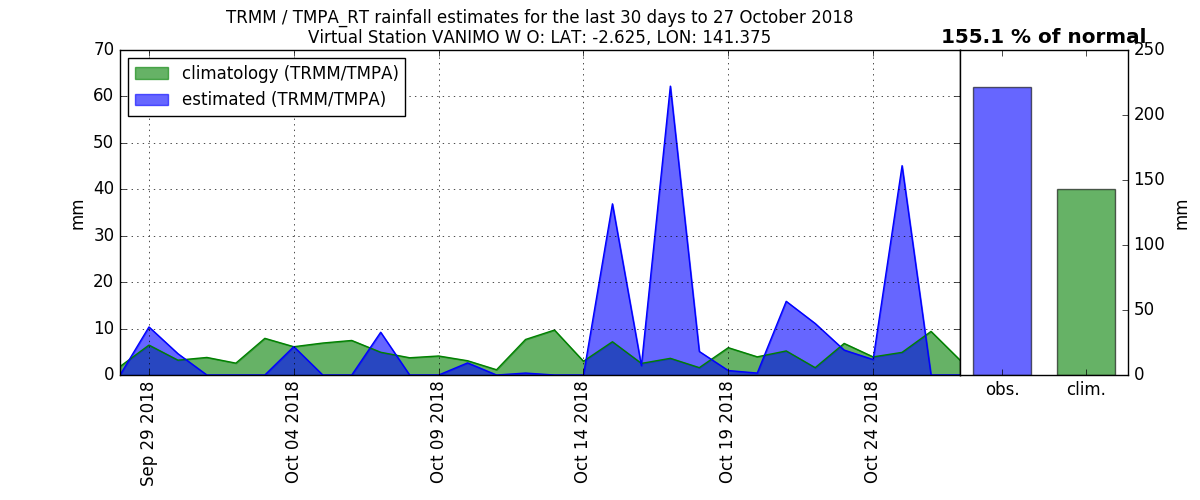 TRMM / TMPA_RT rainfall estimates for the last 30 days to 27 October 2018
Virtual Station VANIMO W O: LAT: -2.625, LON: 141.375
155.1 % of normal
climatology (TRMM/TMPA)
estimated (TRMM/TMPA)
70
60
50
40
30
20
10
0
mm
Sep 29 2018
Oct 04 2018
Oct 09 2018
Oct 14 2018
Oct 19 2018
Oct 24 2018
obs.
clim.
250
200
150
100
50
0
mm